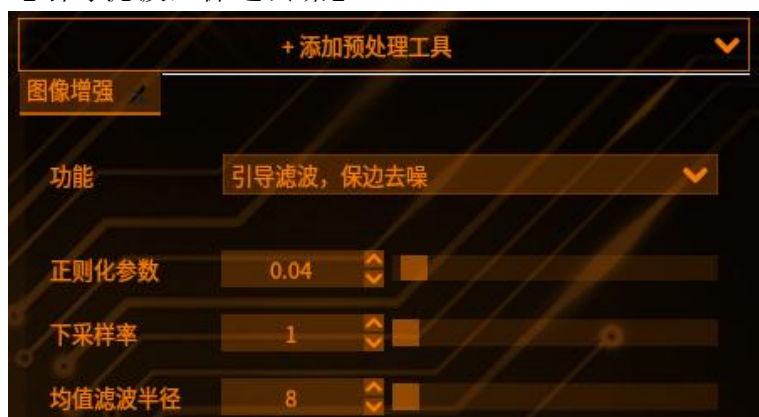 + 添加预处理工具
图像增强
功能 引导滤波，保边去噪
正则化参数 0.04
下采样率 1
均值滤波半径 8